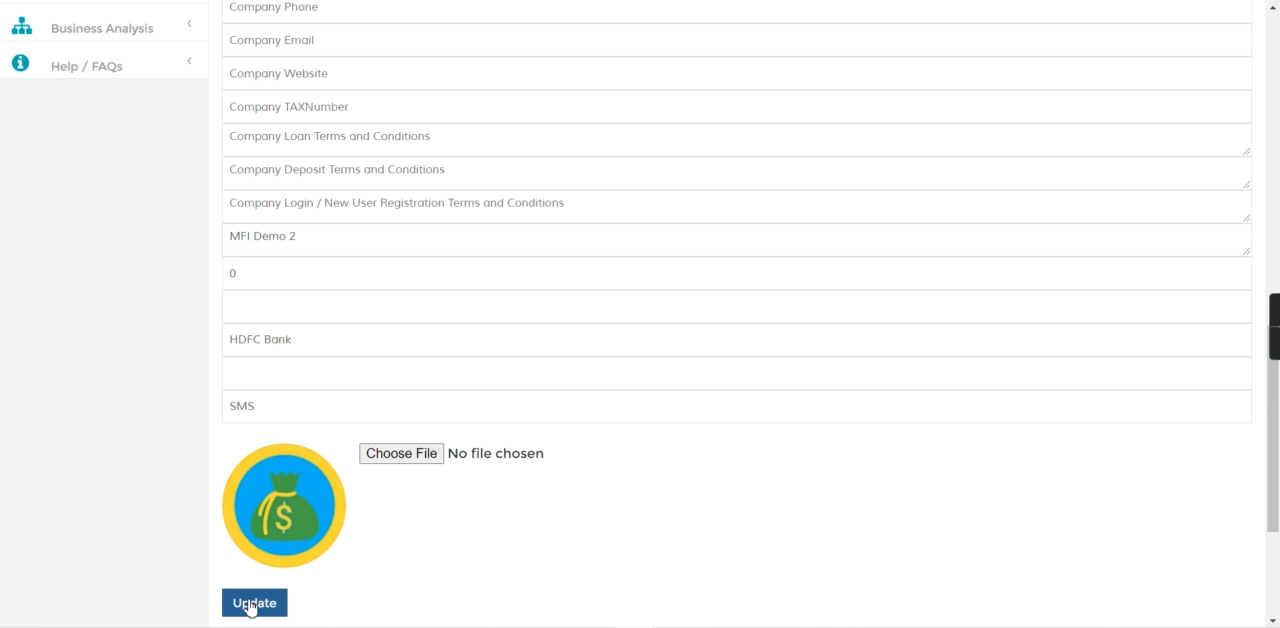 Company Phone
Business Analysis
Company Email
Help / FAQs
Company Website
Company TAXNumber
Company Loan Terms and Conditions
Company Deposit Terms and Conditions
Company Login / New User Registration Terms and Conditions
MFI Demo 2
0
HDFC Bank
SMS
Choose File No file chosen
$
Update